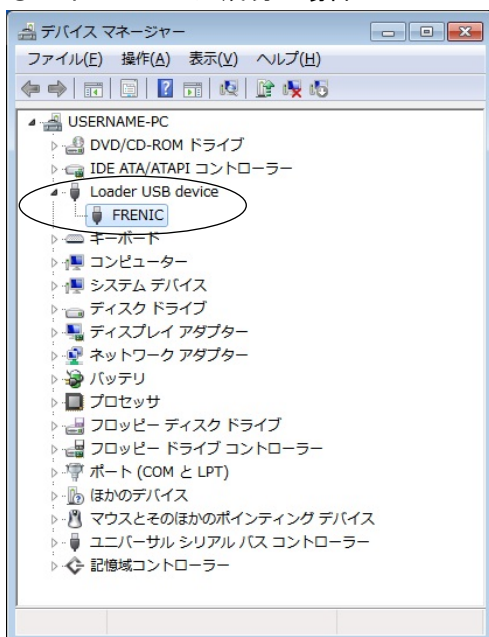 デバイス マネージャー
ファイル(F) 操作(A) 表示(V) ヘルプ(H)
USERNAME-PC
DVD/CD-ROM ドライブ
IDE ATA/ATAPI コントローラー
Loader USB device
FRENIC
キーボード
コンピューター
システム デバイス
ディスク ドライブ
ディスプレイ アダプター
ネットワーク アダプター
バッテリ
プロセッサ
フロッピー ディスク ドライブ
フロッピー ドライブ コントローラー
ポート (COM と LPT)
ほかのデバイス
マウスとそのほかのポインティング デバイス
ユニバーサル シリアル バス コントローラー
記憶域コントローラー